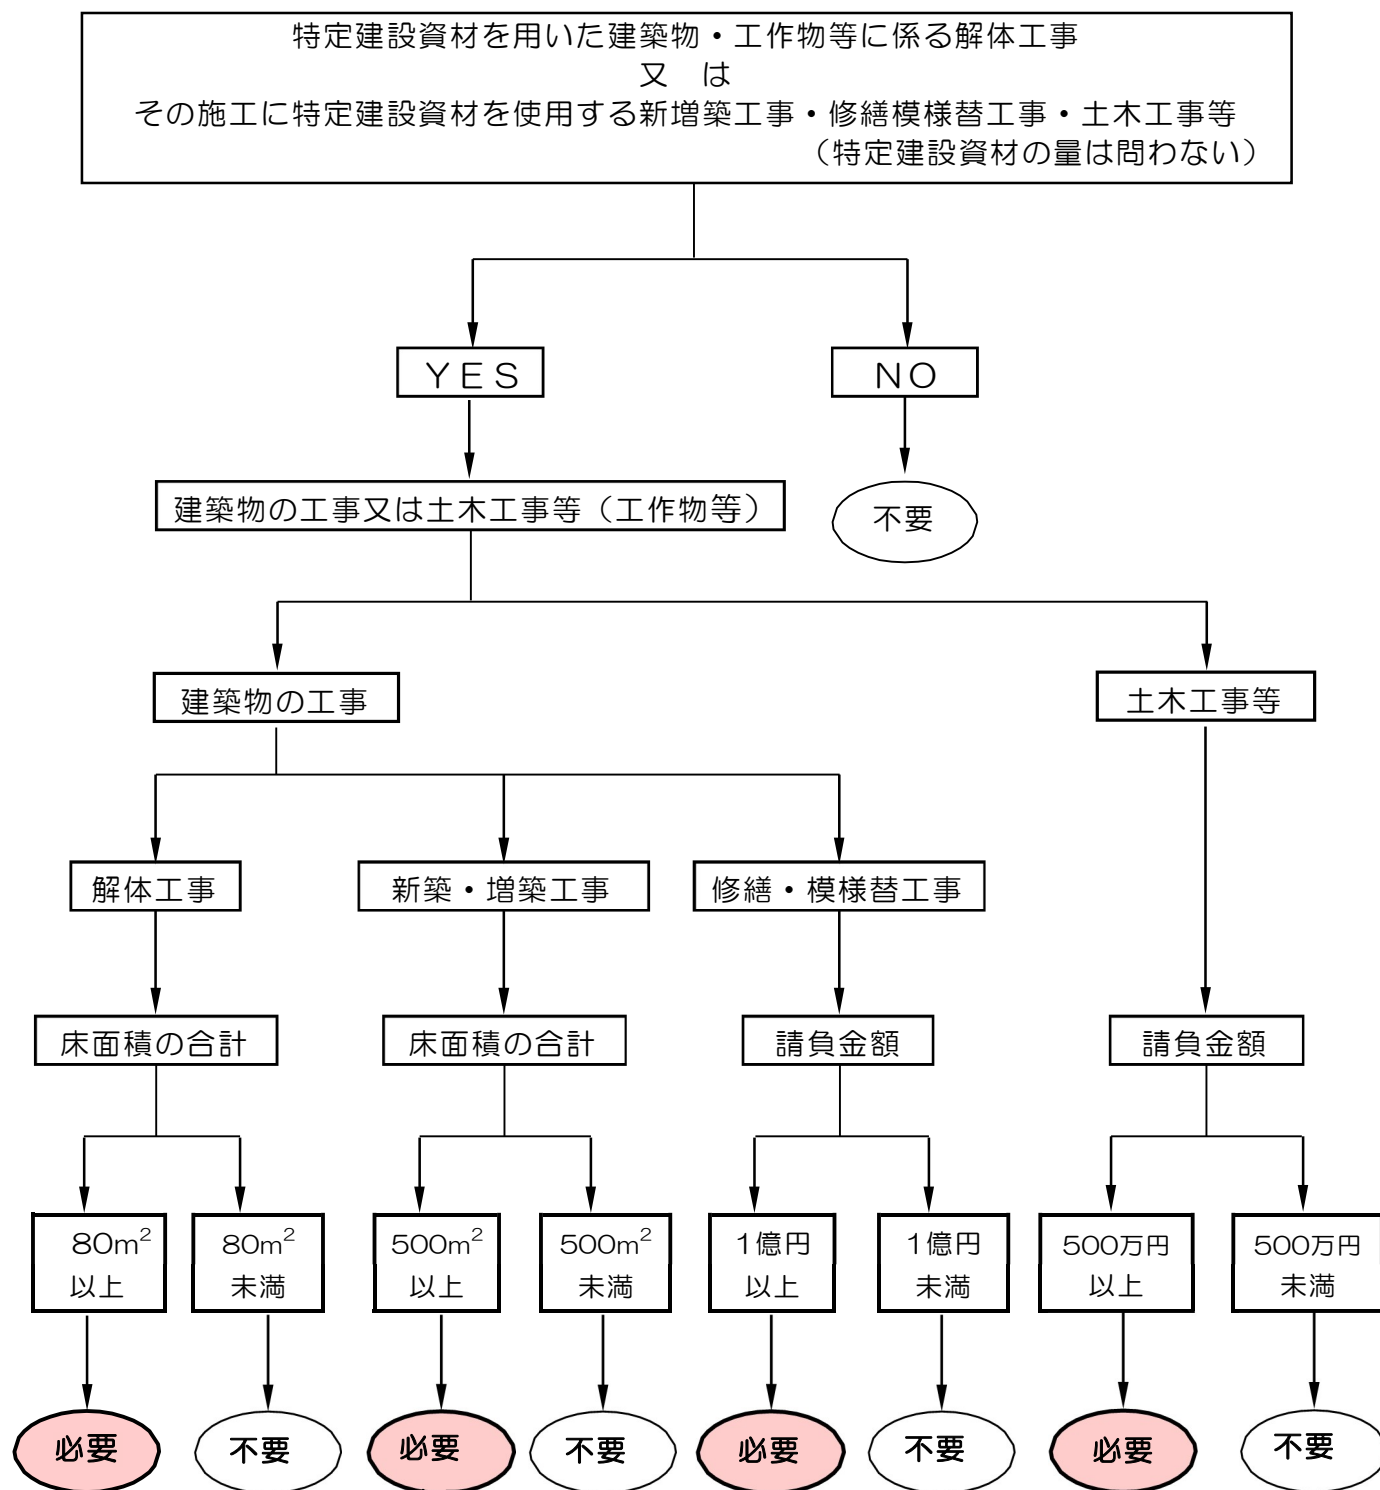 特定建設資材を用いた建築物・工作物等に係る解体工事
又　は
その施工に特定建設資材を使用する新増築工事・修繕模様替工事・土木工事等
（特定建設資材の量は問わない）
ＹＥＳ
ＮＯ
建築物の工事又は土木工事等（工作物等）
不要
建築物の工事
土木工事等
解体工事
新築・増築工事
修繕・模様替工事
床面積の合計
床面積の合計
請負金額
請負金額
80m²
以上
80m²
未満
500m²
以上
500m²
未満
1億円
以上
1億円
未満
500万円
以上
500万円
未満
必要
不要
必要
不要
必要
不要
必要
不要